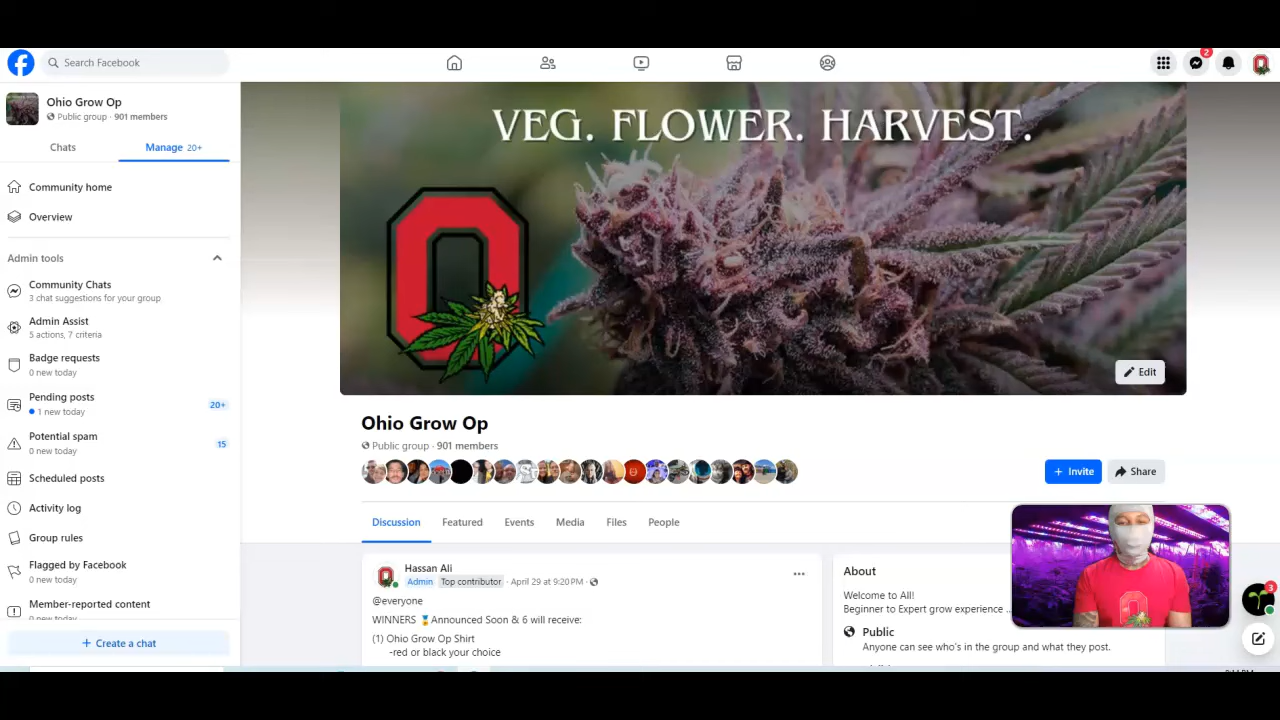 Search Facebook
2
Ohio Grow Op
Public group · 901 members
Chats
Manage 20+
Community home
Overview
Admin tools
Community Chats
3 chat suggestions for your group
Admin Assist
5 actions, 7 criteria
Badge requests
0 new today
Pending posts
1 new today
20+
Potential spam
0 new today
15
Scheduled posts
Activity log
Group rules
Flagged by Facebook
0 new today
Member-reported content
0 new today
+ Create a chat
VEG. FLOWER. HARVEST.
Edit
Ohio Grow Op
Public group · 901 members
+ Invite
Share
Discussion
Featured
Events
Media
Files
People
Hassan Ali
Admin Top contributor · April 29 at 9:20 PM ·
@everyone
WINNERS 🏅Announced Soon & 6 will receive:
(1) Ohio Grow Op Shirt
-red or black your choice
About
Welcome to All!
Beginner to Expert grow experience ..
Public
Anyone can see who's in the group and what they post.
3